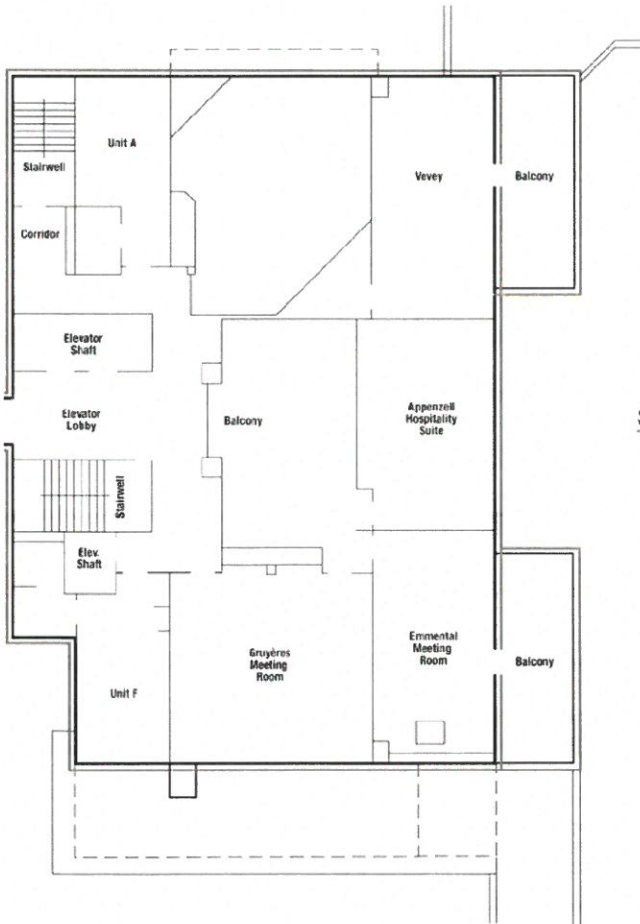 Unit A
Stairwell
Vevey
Balcony
Corridor
Elevator
Shaft
Elevator
Lobby
Balcony
Appenzell
Hospitality
Suite
Stairwell
Elev.
Shaft
Gruyères
Meeting
Room
Emmental
Meeting
Room
Balcony
Unit F